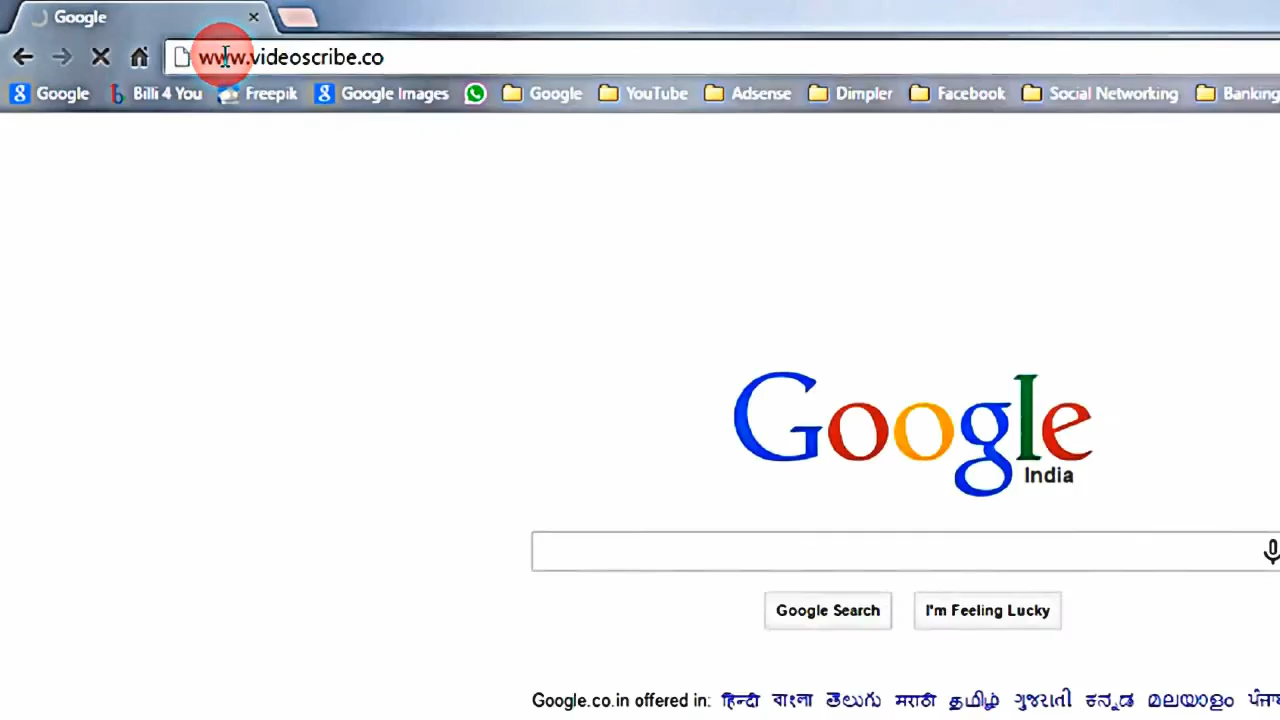 Google
www.videoscribe.co
Google Billi 4 You Freepik Google Images Google YouTube Adsense Dimpler Facebook Social Networking Banking
Google
India
Google Search I'm Feeling Lucky
Google.co.in offered in: हिन्दी বাংলা తెలుగు मराठी தமிழ் ગુજરાતી ಕನ್ನಡ മലയാളം